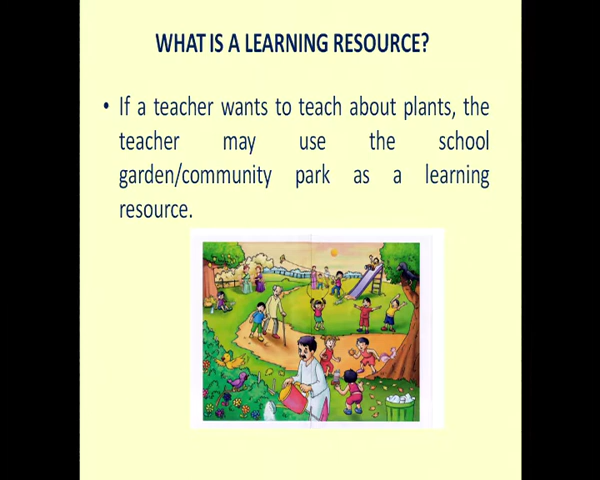 WHAT IS A LEARNING RESOURCE?
• If a teacher wants to teach about plants, the
teacher may use the school
garden/community park as a learning
resource.